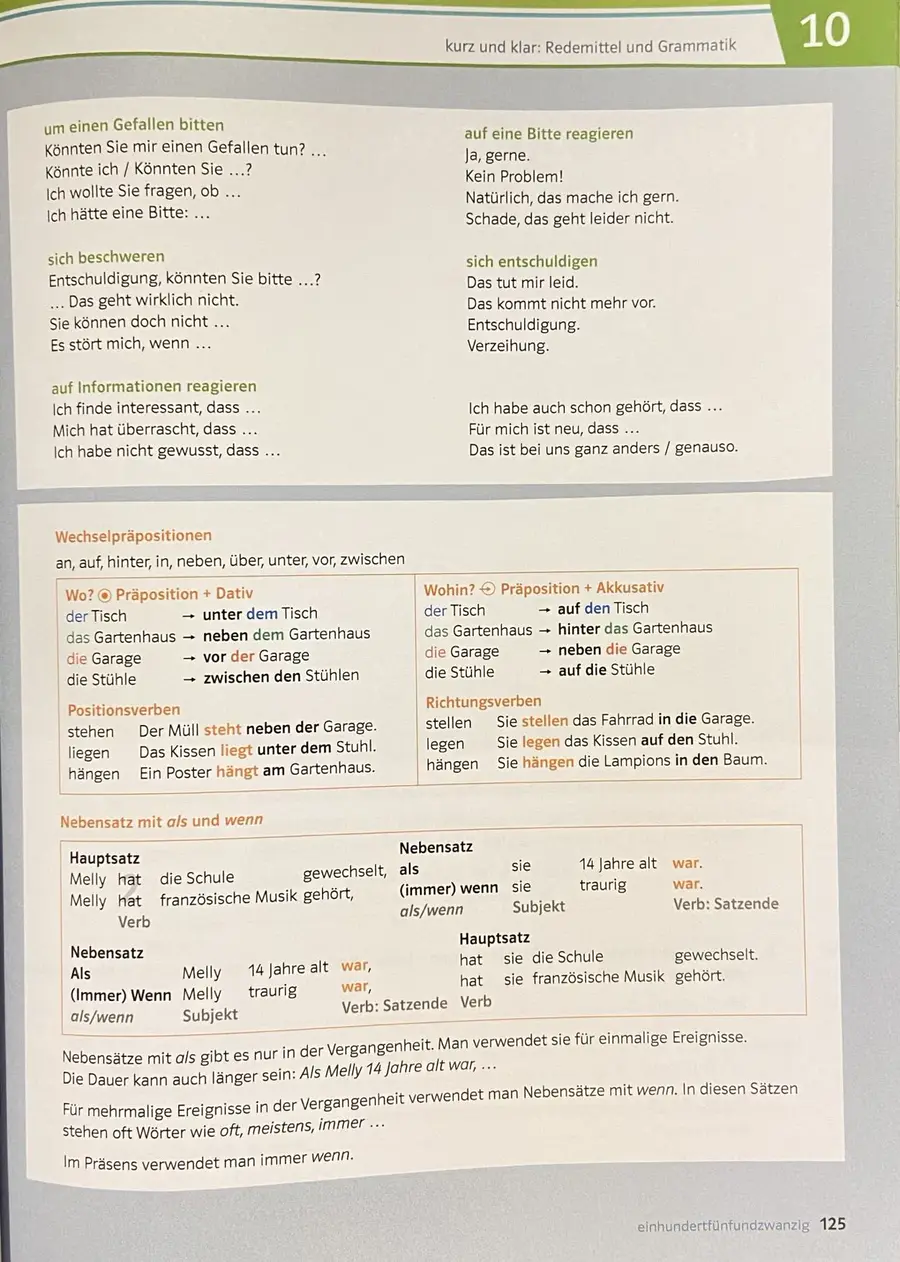 kurz und klar: Redemittel und Grammatik
10
um einen Gefallen bitten
Könnten Sie mir einen Gefallen tun? …
Könnte ich / Könnten Sie …?
Ich wollte Sie fragen, ob …
Ich hätte eine Bitte: …
auf eine Bitte reagieren
Ja, gerne.
Kein Problem!
Natürlich, das mache ich gern.
Schade, das geht leider nicht.
sich beschweren
Entschuldigung, könnten Sie bitte …?
… Das geht wirklich nicht.
Sie können doch nicht …
Es stört mich, wenn …
sich entschuldigen
Das tut mir leid.
Das kommt nicht mehr vor.
Entschuldigung.
Verzeihung.
auf Informationen reagieren
Ich finde interessant, dass …
Mich hat überrascht, dass …
Ich habe nicht gewusst, dass …
Ich habe auch schon gehört, dass …
Für mich ist neu, dass …
Das ist bei uns ganz anders / genauso.
Wechselpräpositionen
an, auf, hinter, in, neben, über, unter, vor, zwischen
Wo? Präposition + Dativ
der Tisch → unter dem Tisch
das Gartenhaus → neben dem Gartenhaus
die Garage → vor der Garage
die Stühle → zwischen den Stühlen
Positionsverben
stehen Der Müll steht neben der Garage.
liegen Das Kissen liegt unter dem Stuhl.
hängen Ein Poster hängt am Gartenhaus.
Wohin? Präposition + Akkusativ
der Tisch → auf den Tisch
das Gartenhaus → hinter das Gartenhaus
die Garage → neben die Garage
die Stühle → auf die Stühle
Richtungsverben
stellen Sie stellen das Fahrrad in die Garage.
legen Sie legen das Kissen auf den Stuhl.
hängen Sie hängen die Lampions in den Baum.
Nebensatz mit als und wenn
Hauptsatz Nebensatz
Melly hat die Schule gewechselt, als sie 14 Jahre alt war.
Melly hat französische Musik gehört, (immer) wenn sie traurig war.
Verb als/wenn Subjekt Verb: Satzende
Nebensatz Hauptsatz
Als Melly 14 Jahre alt war, hat sie die Schule gewechselt.
(Immer) Wenn Melly traurig war, hat sie französische Musik gehört.
als/wenn Subjekt Verb: Satzende Verb
Nebensätze mit als gibt es nur in der Vergangenheit. Man verwendet sie für einmalige Ereignisse.
Die Dauer kann auch länger sein: Als Melly 14 Jahre alt war, …
Für mehrmalige Ereignisse in der Vergangenheit verwendet man Nebensätze mit wenn. In diesen Sätzen
stehen oft Wörter wie oft, meistens, immer …
Im Präsens verwendet man immer wenn.
einhundertfünfundzwanzig 125